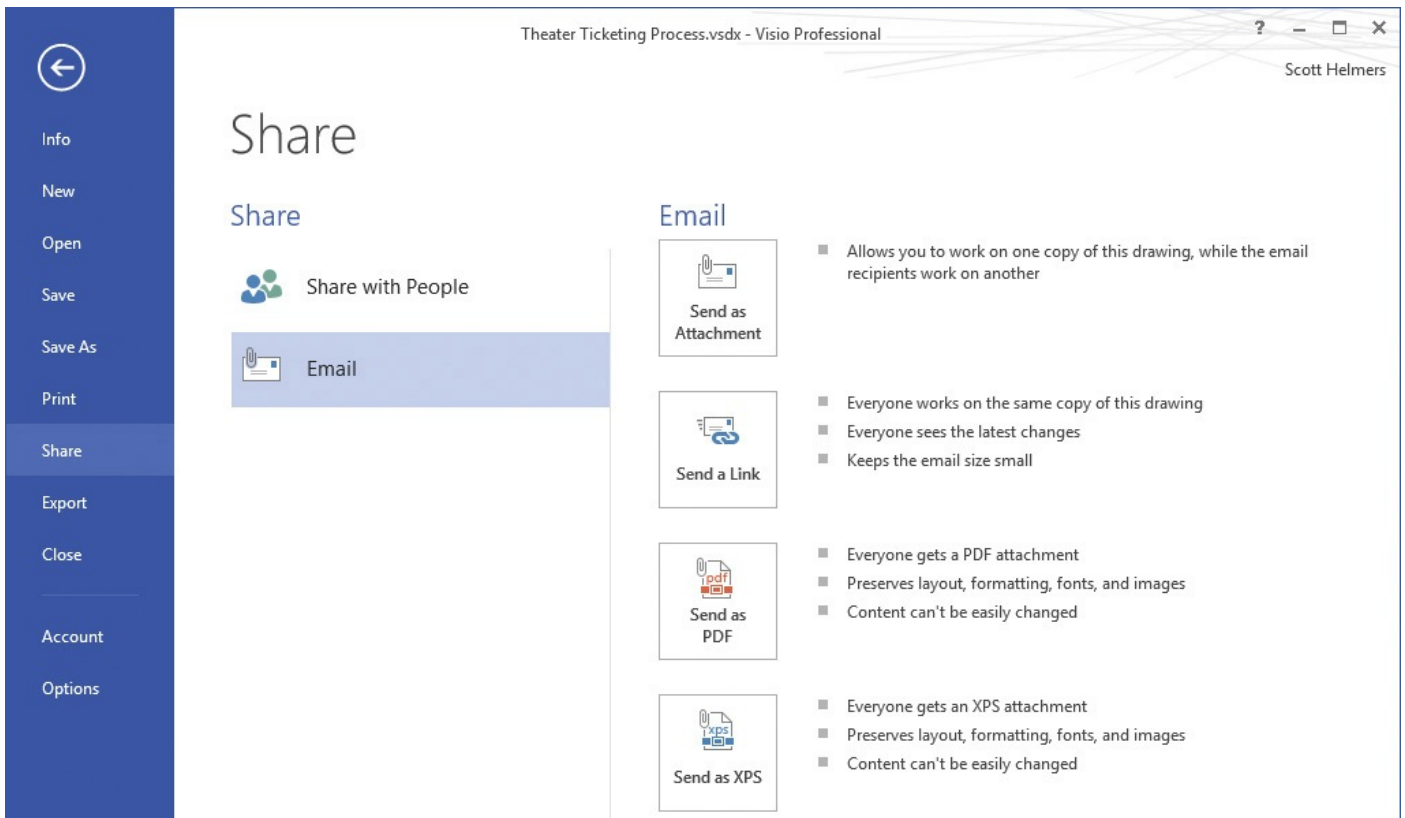 Theater Ticketing Process.vsdx - Visio Professional
?
Scott Helmers
Info
New
Open
Save
Save As
Print
Share
Export
Close
Account
Options
Share
Share
Share with People
Email
Email
Send as
Attachment
Allows you to work on one copy of this drawing, while the email
recipients work on another
Send a Link
Everyone works on the same copy of this drawing
Everyone sees the latest changes
Keeps the email size small
pdf
Send as
PDF
Everyone gets a PDF attachment
Preserves layout, formatting, fonts, and images
Content can't be easily changed
xps
Send as XPS
Everyone gets an XPS attachment
Preserves layout, formatting, fonts, and images
Content can't be easily changed